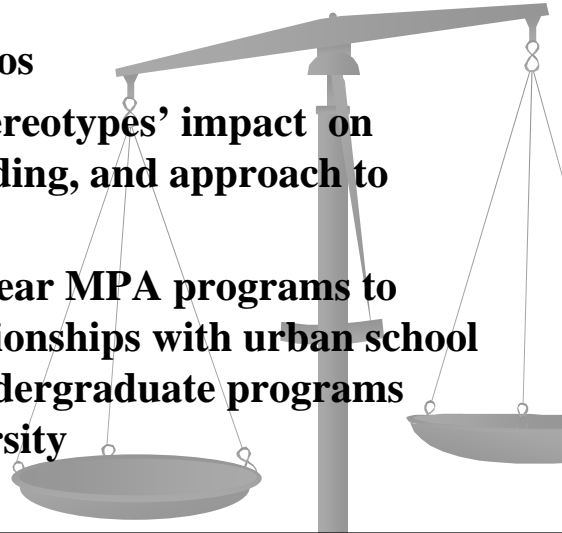 os
ereotypes’ impact on
ding, and approach to
ear MPA programs to
ionships with urban school
dergraduate programs
rsity